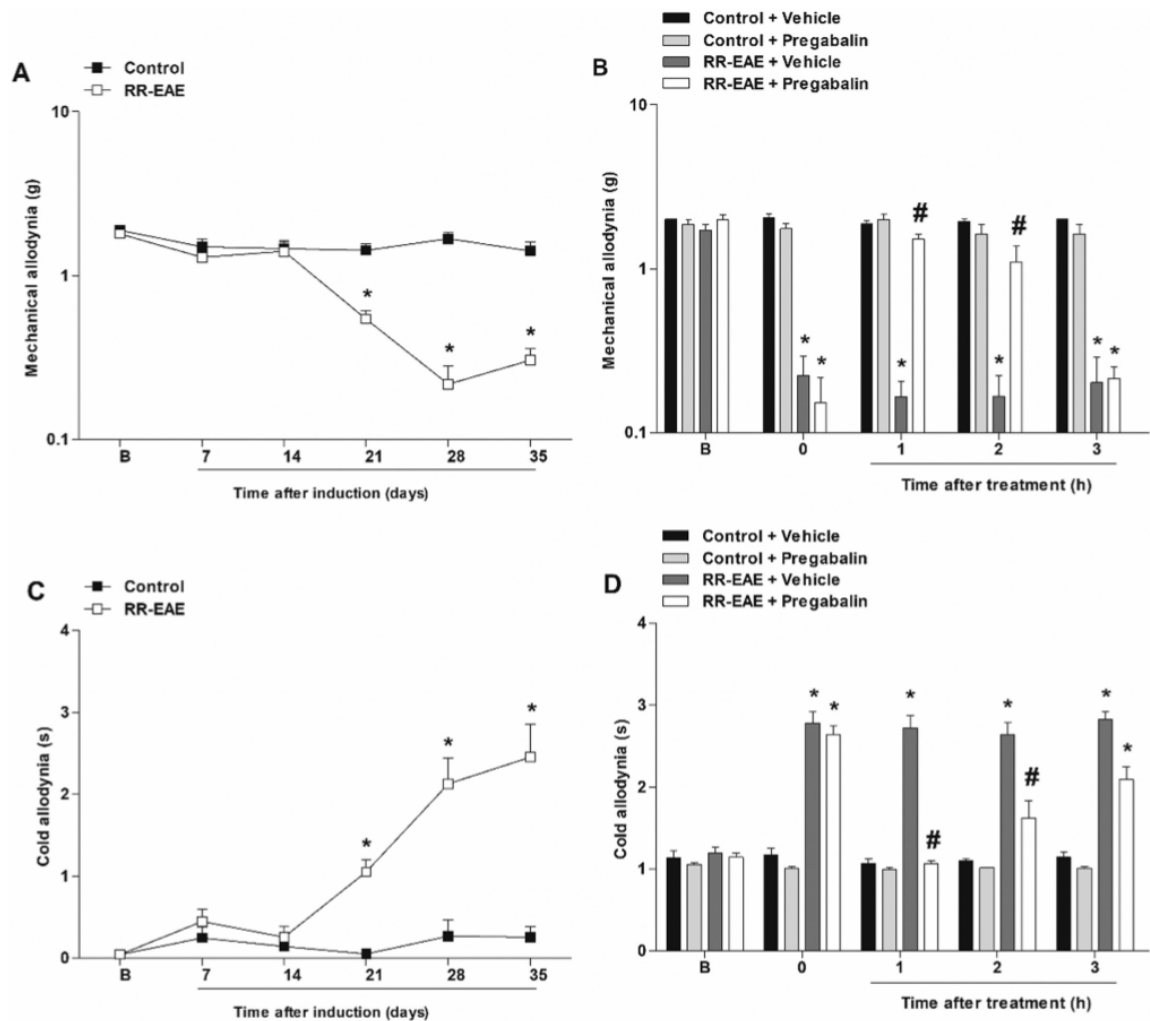 A
Control
RR-EAE
Mechanical allodynia (g)
10
1
0.1
*
*
*
B 7 14 21 28 35
Time after induction (days)
Control + Vehicle
Control + Pregabalin
RR-EAE + Vehicle
RR-EAE + Pregabalin
B
Mechanical allodynia (g)
10
1
0.1
* * * # * # * *
B 0 1 2 3
Time after treatment (h)
C
Control
RR-EAE
Cold allodynia (s)
4
3
2
1
0
*
*
*
B 7 14 21 28 35
Time after induction (days)
Control + Vehicle
Control + Pregabalin
RR-EAE + Vehicle
RR-EAE + Pregabalin
D
Cold allodynia (s)
4
3
2
1
0
* * * # * # * *
B 0 1 2 3
Time after treatment (h)